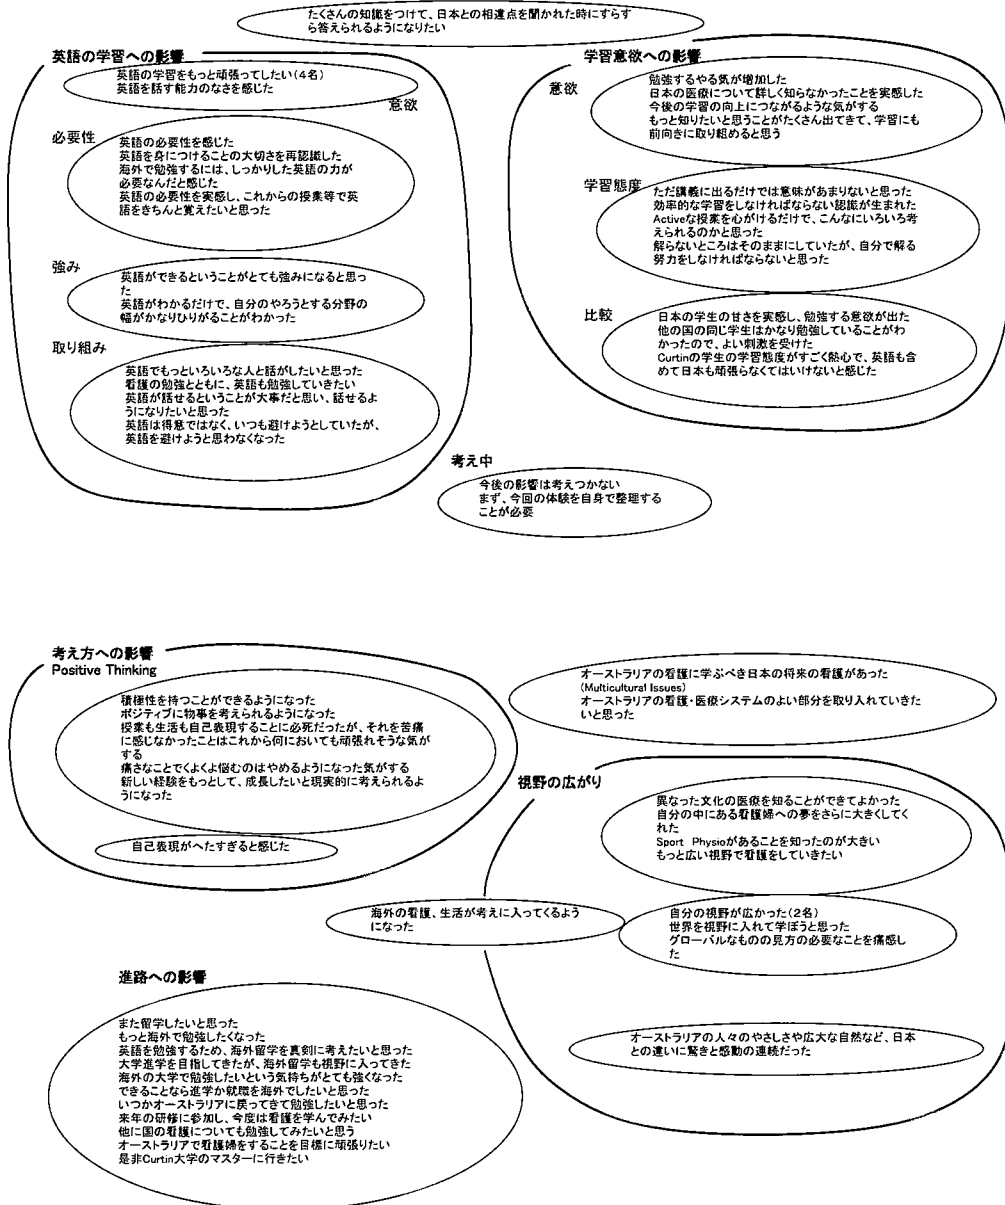 たくさんの知識をつけて、日本との相違点を聞かれた時にすらす
ら答えられるようになりたい
英語の学習への影響
英語の学習をもっと頑張ってしたい(4名)
英語を話す能力のなさを感じた
意欲
必要性
英語の必要性を感じた
英語を身につけることの大切さを再認識した
海外で勉強するには、しっかりした英語の力が
必要なんだと感じた
英語の必要性を実感し、これからの授業等で英
語をきちんと覚えたいと思った
強み
英語ができるということがとても強みになると思っ
た
英語がわかるだけで、自分のやろうとする分野の
幅がかなりひりがることがわかった
取り組み
英語でもっといろいろな人と話がしたいと思った
看護の勉強とともに、英語も勉強していきたい
英語が話せるということが大事だと思い、話せるよ
うになりたいと思った
英語は得意ではなく、いつも避けようとしていたが、
英語を避けようと思わなくなった
学習意欲への影響
意欲
勉強するやる気が増加した
日本の医療について詳しく知らなかったことを実感した
今後の学習の向上につながるような気がする
もっと知りたいと思うことがたくさん出てきて、学習にも
前向きに取り組めると思う
学習態度
ただ講義に出るだけでは意味があまりないと思った
効率的な学習をしなければならない認識が生まれた
Activeな授業を心がけるだけで、こんなにいろいろ考
えられるのかと思った
解らないところはそのままにしていたが、自分で解る
努力をしなければならないと思った
比較
日本の学生の甘さを実感し、勉強する意欲が出た
他の国の同じ学生はかなり勉強していることがわ
かったので、よい刺激を受けた
Curtinの学生の学習態度がすごく熱心で、英語も含
めて日本も頑張らなくてはいけないと感じた
考え中
今後の影響は考えつかない
まず、今回の体験を自身で整理する
ことが必要
考え方への影響
Positive Thinking
積極性を持つことができるようになった
ポジティブに物事を考えられるようになった
授業も生活も自己表現することに必死だったが、それを苦痛
に感じなかったことはこれから何においても頑張れそうな気が
する
痛さなことでくよくよ悩むのはやめるようになった気がする
新しい経験をもっとして、成長したいと現実的に考えられるよ
うになった
自己表現がへたすぎると感じた
オーストラリアの看護に学ぶべき日本の将来の看護があった
(Multicultural Issues)
オーストラリアの看護・医療システムのよい部分を取り入れていきた
いと思った
視野の広がり
異なった文化の医療を知ることができてよかった
自分の中にある看護婦への夢をさらに大きくしてく
れた
Sport Physioがあることを知ったのが大きい
もっと広い視野で看護をしていきたい
海外の看護、生活が考えに入ってくるよう
になった
自分の視野が広かった(2名)
世界を視野に入れて学ぼうと思った
グローバルなものの見方の必要なことを痛感し
た
オーストラリアの人々のやさしさや広大な自然など、日本
との違いに驚きと感動の連続だった
進路への影響
また留学したいと思った
もっと海外で勉強したくなった
英語を勉強するため、海外留学を真剣に考えたいと思った
大学進学を目指してきたが、海外留学も視野に入ってきた
海外の大学で勉強したいという気持ちがとても強くなった
できることなら進学か就職を海外でしたいと思った
いつかオーストラリアに戻ってきて勉強したいと思った
来年の研修に参加し、今度は看護を学んでみたい
他に国の看護についても勉強してみたいと思う
オーストラリアで看護婦をすることを目標に頑張りたい
是非Curtin大学のマスターに行きたい